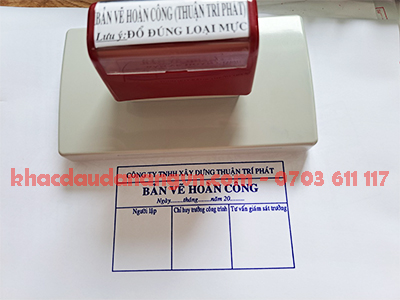 BẢN VẼ HOÀN CÔNG (THUẬN TRÍ PHÁT)
Lưu ý: ĐỔ ĐÚNG LOẠI MỰC
CÔNG TY TNHH XÂY DỰNG THUẬN TRÍ PHÁT
khacdaudanangvn.com - 0703 611 117
BẢN VẼ HOÀN CÔNG
Ngày......tháng......năm 20......
Người lập
Chỉ huy trưởng công trình
Tư vấn giám sát trưởng